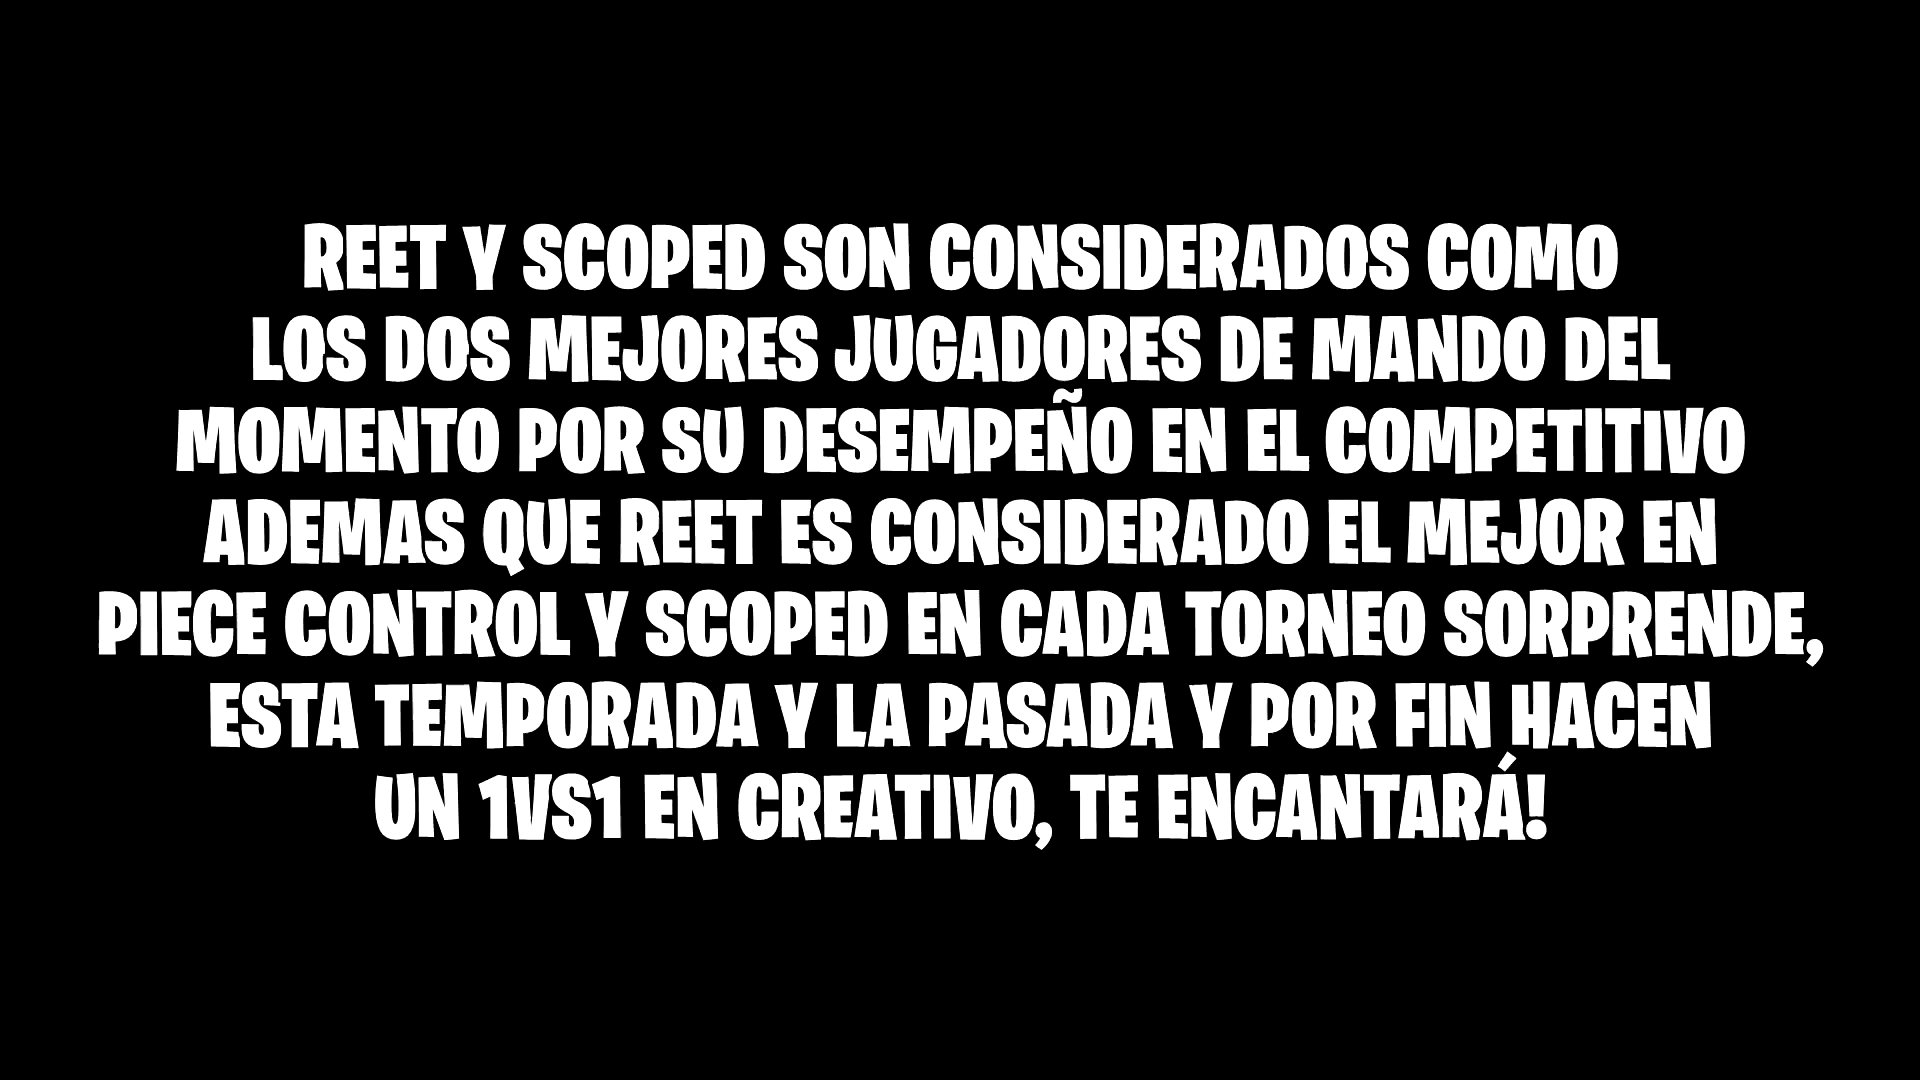 REET Y SCOPED SON CONSIDERADOS COMO
LOS DOS MEJORES JUGADORES DE MANDO DEL
MOMENTO POR SU DESEMPEÑO EN EL COMPETITIVO
ADEMAS QUE REET ES CONSIDERADO EL MEJOR EN
PIECE CONTROL Y SCOPED EN CADA TORNEO SORPRENDE,
ESTA TEMPORADA Y LA PASADA Y POR FIN HACEN
UN 1VS1 EN CREATIVO, TE ENCANTARÁ!